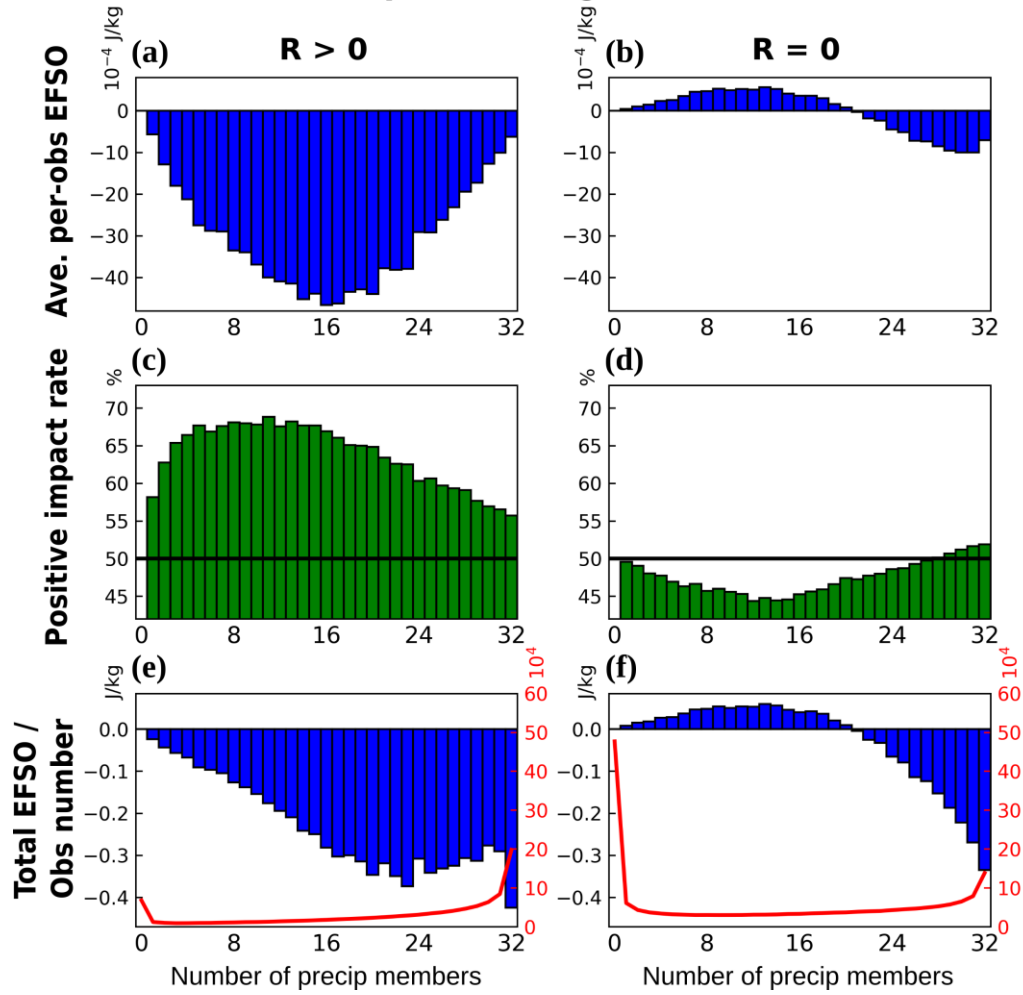 (a) R > 0
(b) R = 0
10⁻⁴ J/kg
10⁻⁴ J/kg
Ave. per-obs EFSO
0
−10
−20
−30
−40
0 8 16 24 32
0
−10
−20
−30
−40
0 8 16 24 32
(c)
(d)
%
%
Positive impact rate
70
65
60
55
50
45
0 8 16 24 32
70
65
60
55
50
45
0 8 16 24 32
(e)
(f)
J/kg
10⁴
J/kg
10⁴
Total EFSO /
Obs number
0.0
−0.1
−0.2
−0.3
−0.4
60
50
40
30
20
10
0
0 8 16 24 32
0.0
−0.1
−0.2
−0.3
−0.4
60
50
40
30
20
10
0
0 8 16 24 32
Number of precip members
Number of precip members